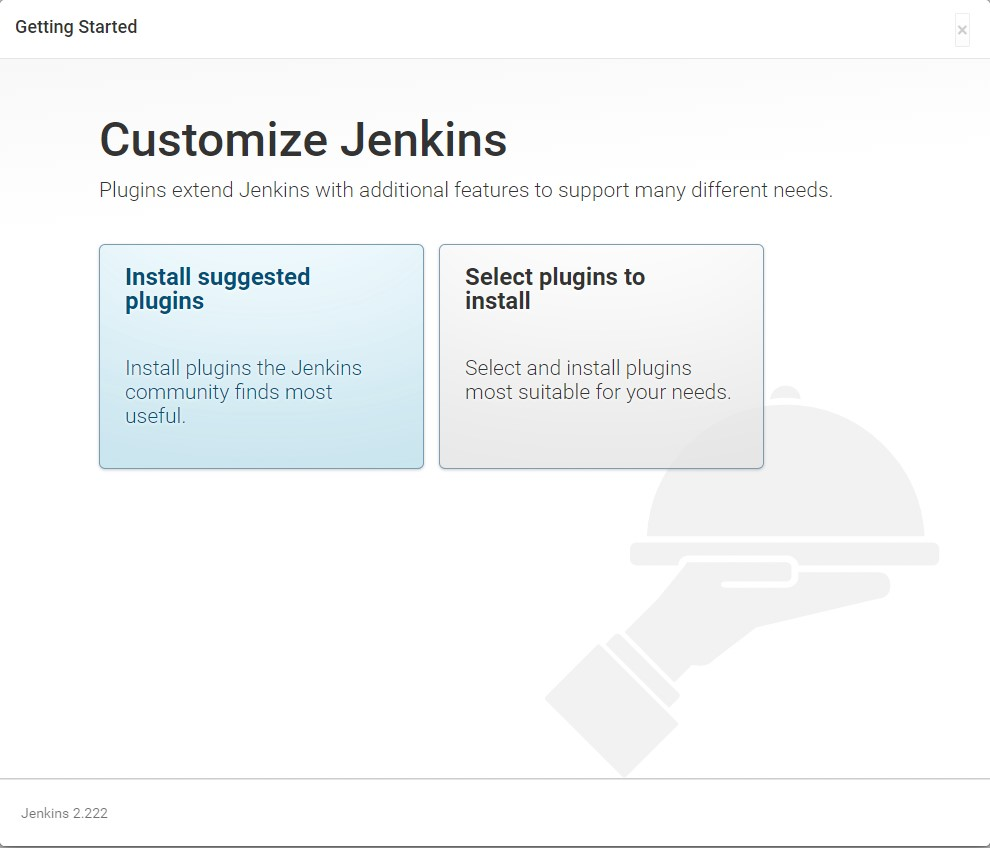 Getting Started
×
Customize Jenkins
Plugins extend Jenkins with additional features to support many different needs.
Install suggested
plugins
Install plugins the Jenkins
community finds most
useful.
Select plugins to
install
Select and install plugins
most suitable for your needs.
Jenkins 2.222